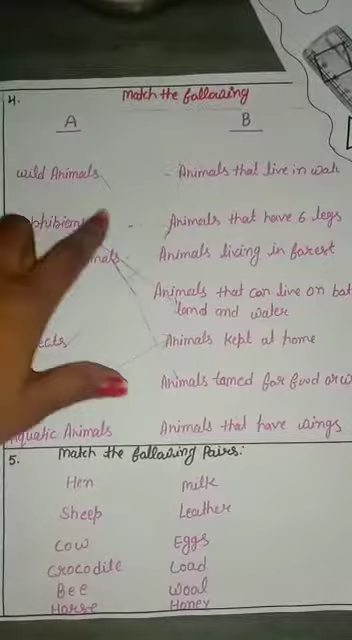 4. Match the following
A B
wild Animals - Animals that live in
phibians - Animals that have 6 legs
mals - Animals living in forest
Animals that can live on bot
land and water
ects Animals kept at home
Animals tamed for food or w
Aquatic Animals Animals that have wings
5. Match the following Pairs:
Hen milk
Sheep Leather
Cow Eggs
Crocodile Load
Bee Wool
Horse Honey